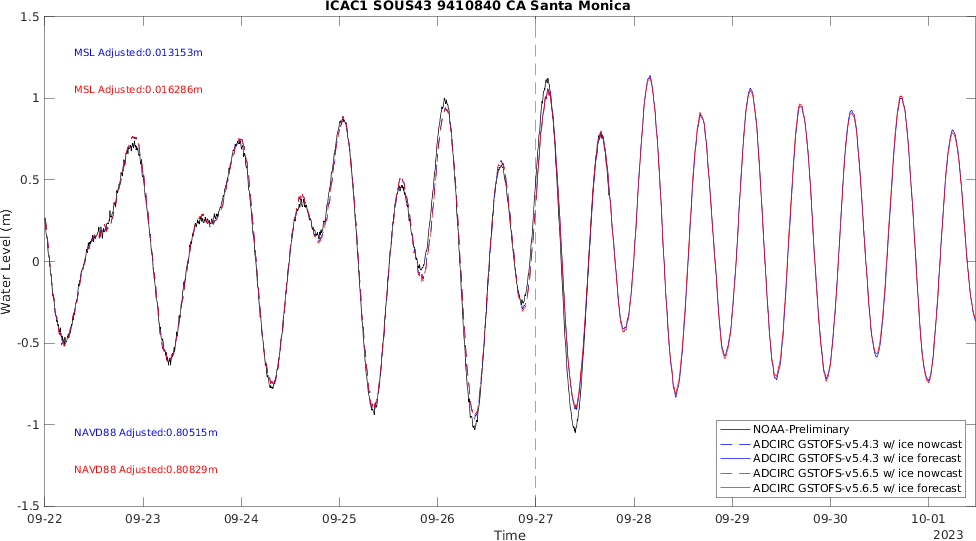 ICAC1 SOUS43 9410840 CA Santa Monica
1.5
MSL Adjusted:0.013153m
MSL Adjusted:0.016286m
1
0.5
0
-0.5
-1
-1.5
Water Level (m)
NAVD88 Adjusted:0.80515m
NAVD88 Adjusted:0.80829m
NOAA-Preliminary
ADCIRC GSTOFS-v5.4.3 w/ ice nowcast
ADCIRC GSTOFS-v5.4.3 w/ ice forecast
ADCIRC GSTOFS-v5.6.5 w/ ice nowcast
ADCIRC GSTOFS-v5.6.5 w/ ice forecast
09-22 09-23 09-24 09-25 09-26 09-27 09-28 09-29 09-30 10-01
Time
2023